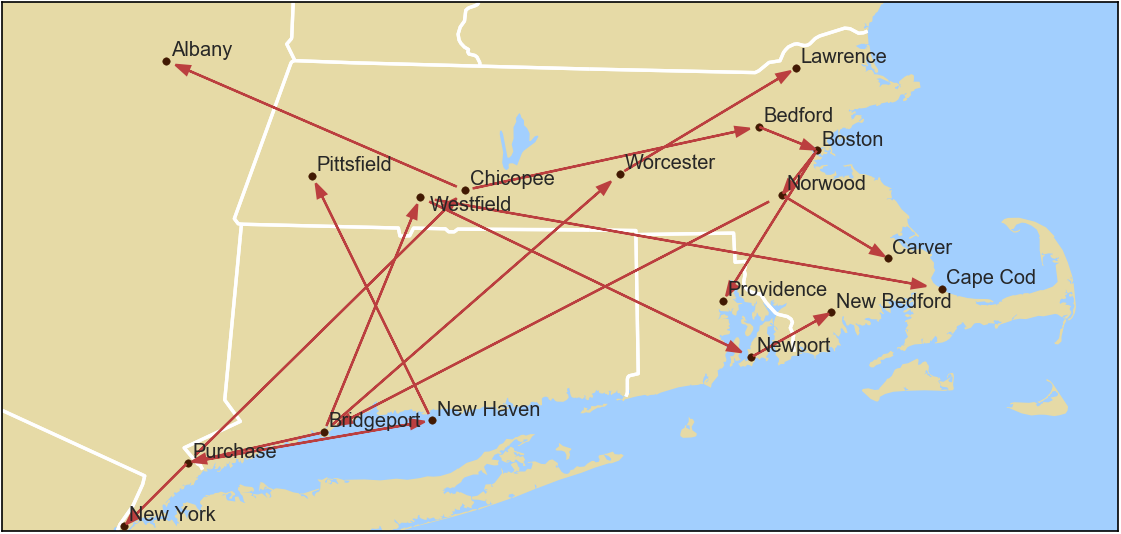 Albany
Lawrence
Bedford
Boston
Pittsfield
Worcester
Chicopee
Norwood
Westfield
Carver
Cape Cod
Providence
New Bedford
Newport
New Haven
Bridgeport
Purchase
New York